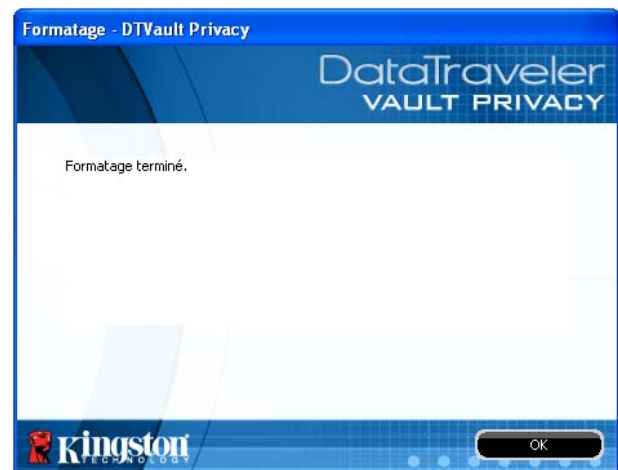 Formatage - DTVault Privacy
DataTraveler
VAULT PRIVACY
Formatage terminé.
Kingston
TECHNOLOGY
OK